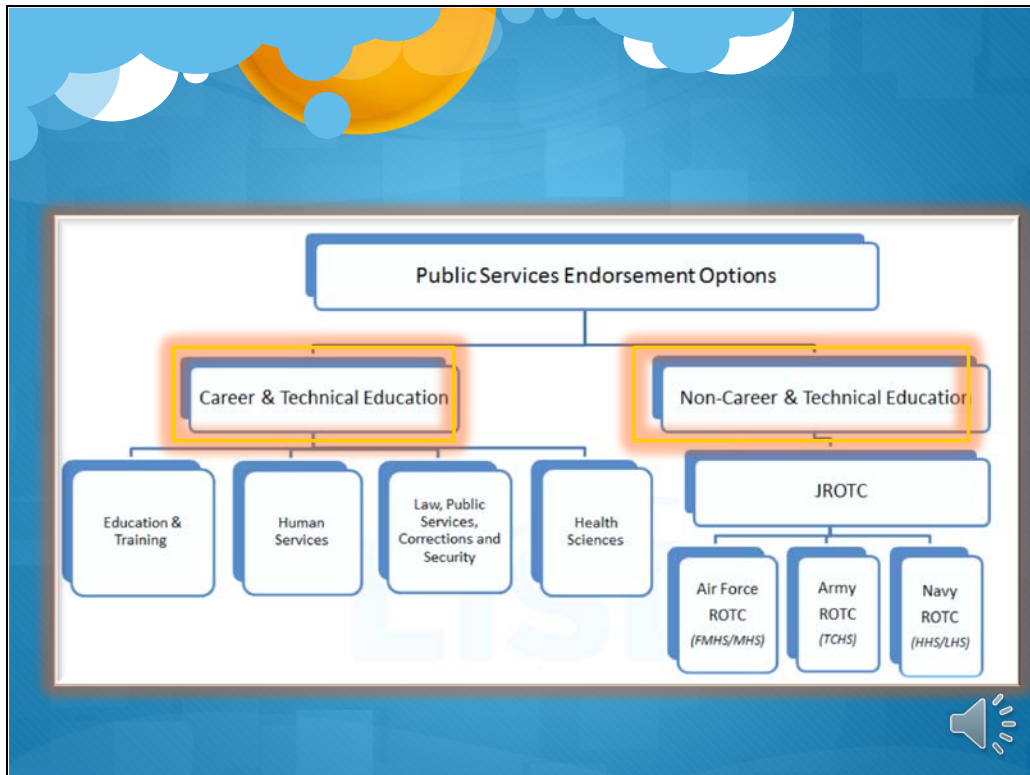 Public Services Endorsement Options
Career & Technical Education
Non-Career & Technical Education
Education &
Training
Human
Services
Law, Public
Services,
Corrections and
Security
Health
Sciences
JROTC
Air Force
ROTC
(FMHS/MHS)
Army
ROTC
(TCHS)
Navy
ROTC
(HHS/LHS)
LISD